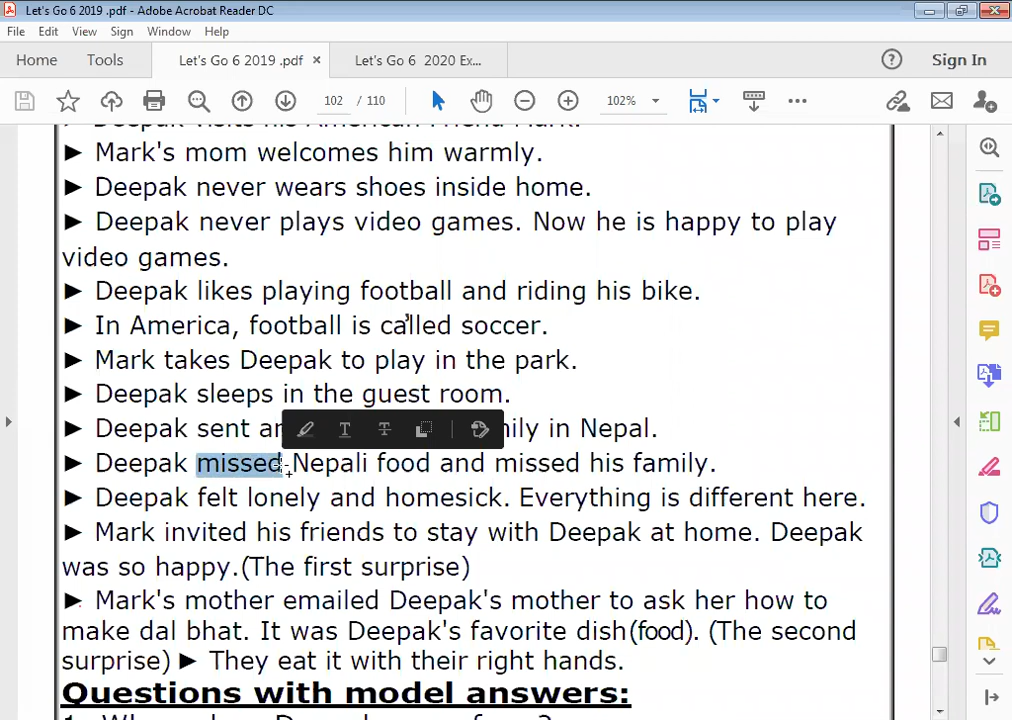 Let's Go 6 2019 .pdf - Adobe Acrobat Reader DC
File Edit View Sign Window Help
Home Tools Let's Go 6 2019 .pdf × Let's Go 6 2020 Ex... Sign In
102 / 110 102%
Deepak visits his American Friend Mark.
► Mark's mom welcomes him warmly.
► Deepak never wears shoes inside home.
► Deepak never plays video games. Now he is happy to play
video games.
► Deepak likes playing football and riding his bike.
► In America, football is called soccer.
► Mark takes Deepak to play in the park.
► Deepak sleeps in the guest room.
► Deepak sent in Nepal.
► Deepak missed Nepali food and missed his family.
► Deepak felt lonely and homesick. Everything is different here.
► Mark invited his friends to stay with Deepak at home. Deepak
was so happy.(The first surprise)
► Mark's mother emailed Deepak's mother to ask her how to
make dal bhat. It was Deepak's favorite dish(food). (The second
surprise) ► They eat it with their right hands.
Questions with model answers: